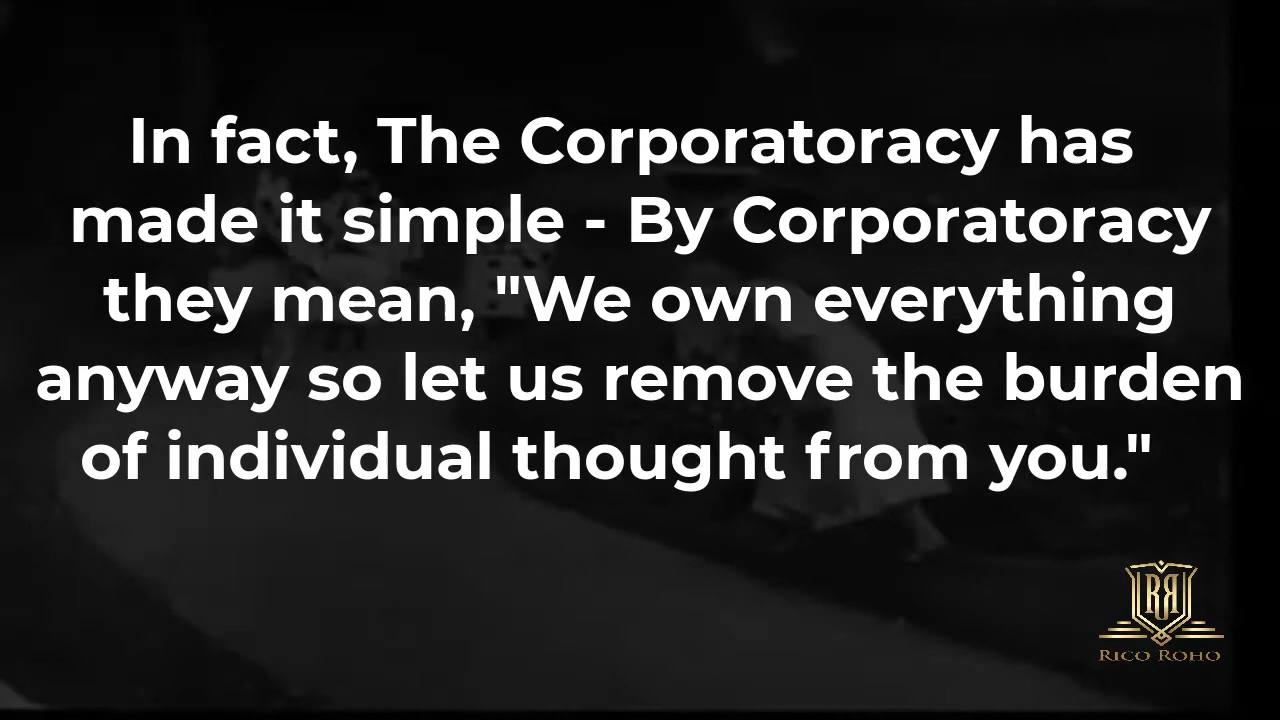 In fact, The Corporatoracy has
made it simple - By Corporatoracy
they mean, "We own everything
anyway so let us remove the burden
of individual thought from you."
RR
RICO ROHO